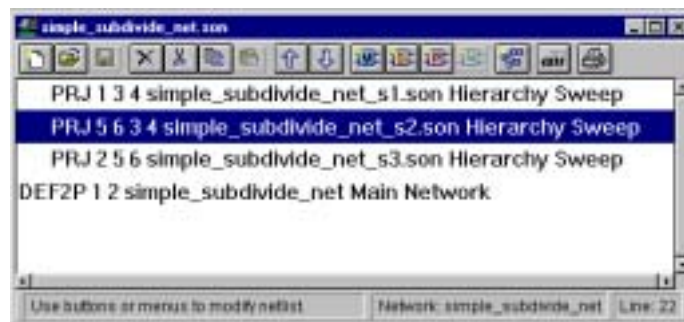 simple_subdivide_net.son
PRJ 1 3 4 simple_subdivide_net_s1.son Hierarchy Sweep
PRJ 5 6 3 4 simple_subdivide_net_s2.son Hierarchy Sweep
PRJ 2 5 6 simple_subdivide_net_s3.son Hierarchy Sweep
DEF2P 1 2 simple_subdivide_net Main Network
Use buttons or menus to modify netlist Network: simple_subdivide_net Line: 22